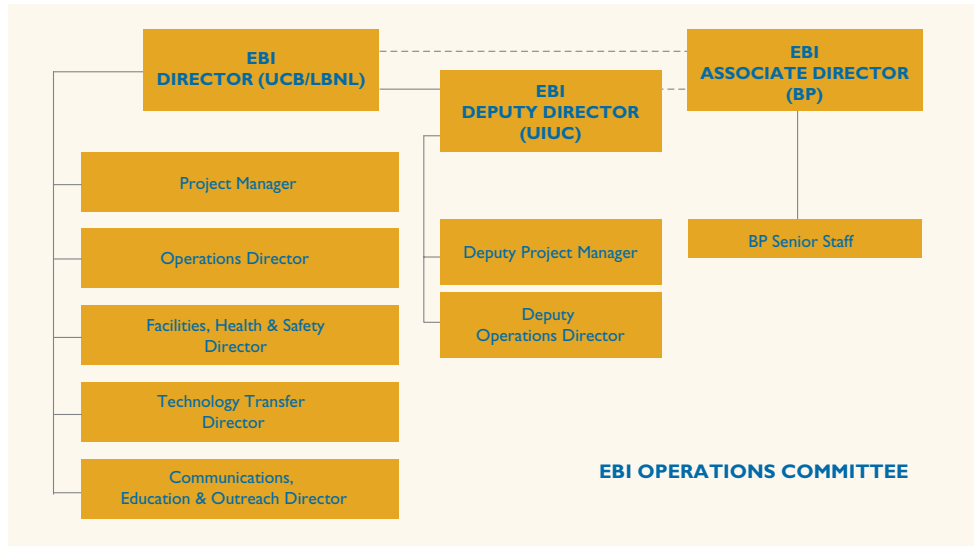 EBI
DIRECTOR (UCB/LBNL)
EBI
DEPUTY DIRECTOR
(UIUC)
EBI
ASSOCIATE DIRECTOR
(BP)
Project Manager
Operations Director
Facilities, Health & Safety
Director
Technology Transfer
Director
Communications,
Education & Outreach Director
Deputy Project Manager
Deputy
Operations Director
BP Senior Staff
EBI OPERATIONS COMMITTEE